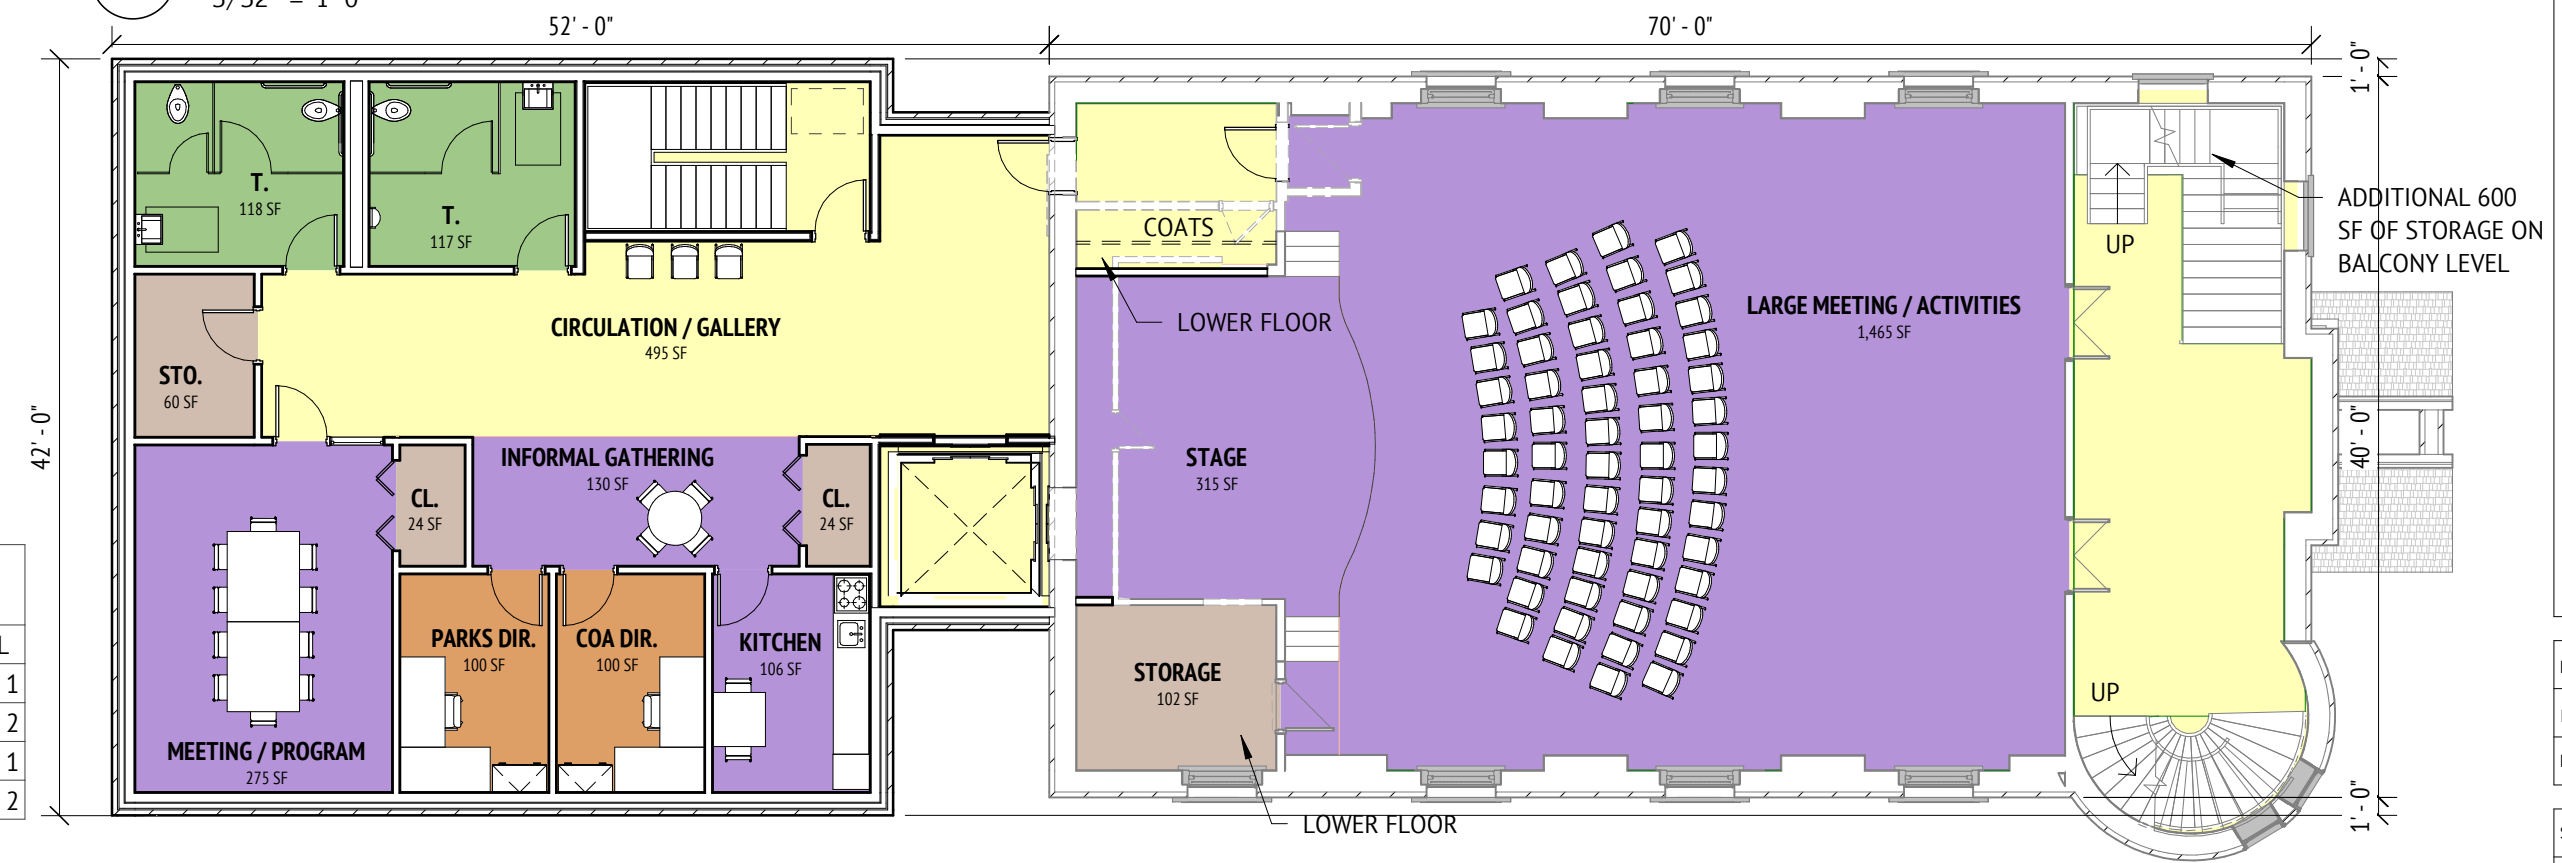 3/32" = 1'-0"
52' - 0"
70' - 0"
1' - 0"
42' - 0"
T.
118 SF
T.
117 SF
COATS
UP
ADDITIONAL 600
SF OF STORAGE ON
BALCONY LEVEL
LOWER FLOOR
CIRCULATION / GALLERY
495 SF
LARGE MEETING / ACTIVITIES
1,465 SF
STO.
60 SF
40' - 0"
INFORMAL GATHERING
130 SF
STAGE
315 SF
CL.
24 SF
CL.
24 SF
PARKS DIR.
100 SF
COA DIR.
100 SF
KITCHEN
106 SF
STORAGE
102 SF
UP
MEETING / PROGRAM
275 SF
LOWER FLOOR
1' - 0"
L
1
2
1
2